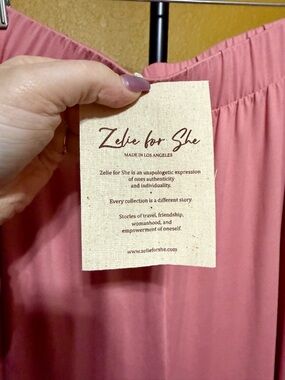 Zelie for She
MADE IN LOS ANGELES
Zelie for She is an unapologetic expression
of ones authenticity
and individuality.
•
Every collection is a different story.
•
Stories of travel, friendship,
womanhood, and
empowerment of oneself.
www.zelieforshe.com